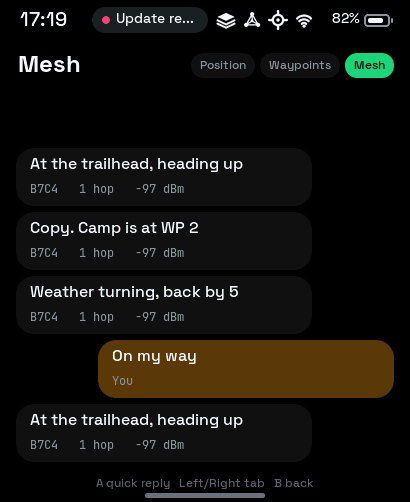 17:19 Update re... 82%
Mesh Position Waypoints Mesh
At the trailhead, heading up
B7C4 1 hop -97 dBm
Copy. Camp is at WP 2
B7C4 1 hop -97 dBm
Weather turning, back by 5
B7C4 1 hop -97 dBm
On my way
You
At the trailhead, heading up
B7C4 1 hop -97 dBm
A quick reply Left/Right tab B back